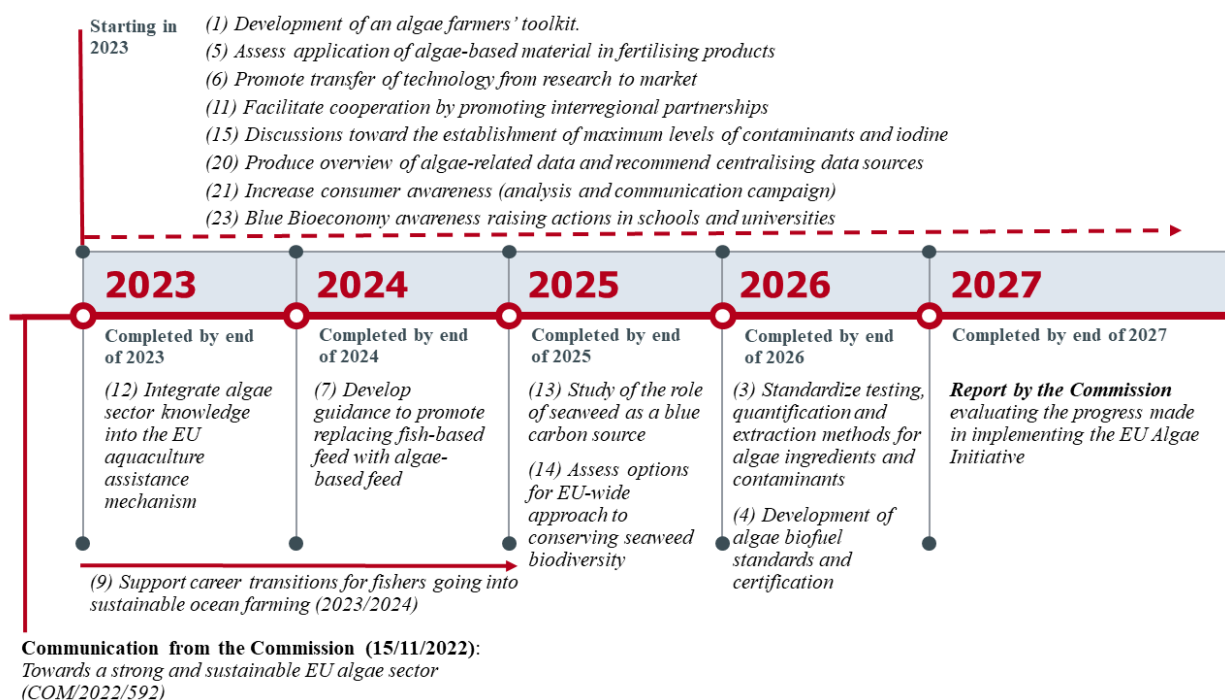 Starting in
2023
(1) Development of an algae farmers' toolkit.
(5) Assess application of algae-based material in fertilising products
(6) Promote transfer of technology from research to market
(11) Facilitate cooperation by promoting interregional partnerships
(15) Discussions toward the establishment of maximum levels of contaminants and iodine
(20) Produce overview of algae-related data and recommend centralising data sources
(21) Increase consumer awareness (analysis and communication campaign)
(23) Blue Bioeconomy awareness raising actions in schools and universities
2023
2024
2025
2026
2027
Completed by end
of 2023
(12) Integrate algae
sector knowledge
into the EU
aquaculture
assistance
mechanism
Completed by end
of 2024
(7) Develop
guidance to promote
replacing fish-based
feed with algae-
based feed
Completed by end
of 2025
(13) Study of the role
of seaweed as a blue
carbon source
(14) Assess options
for EU-wide
approach to
conserving seaweed
biodiversity
Completed by end
of 2026
(3) Standardize testing,
quantification and
extraction methods for
algae ingredients and
contaminants
(4) Development of
algae biofuel
standards and
certification
Completed by end of 2027
Report by the Commission
evaluating the progress made
in implementing the EU Algae
Initiative
(9) Support career transitions for fishers going into
sustainable ocean farming (2023/2024)
Communication from the Commission (15/11/2022):
Towards a strong and sustainable EU algae sector
(COM/2022/592)